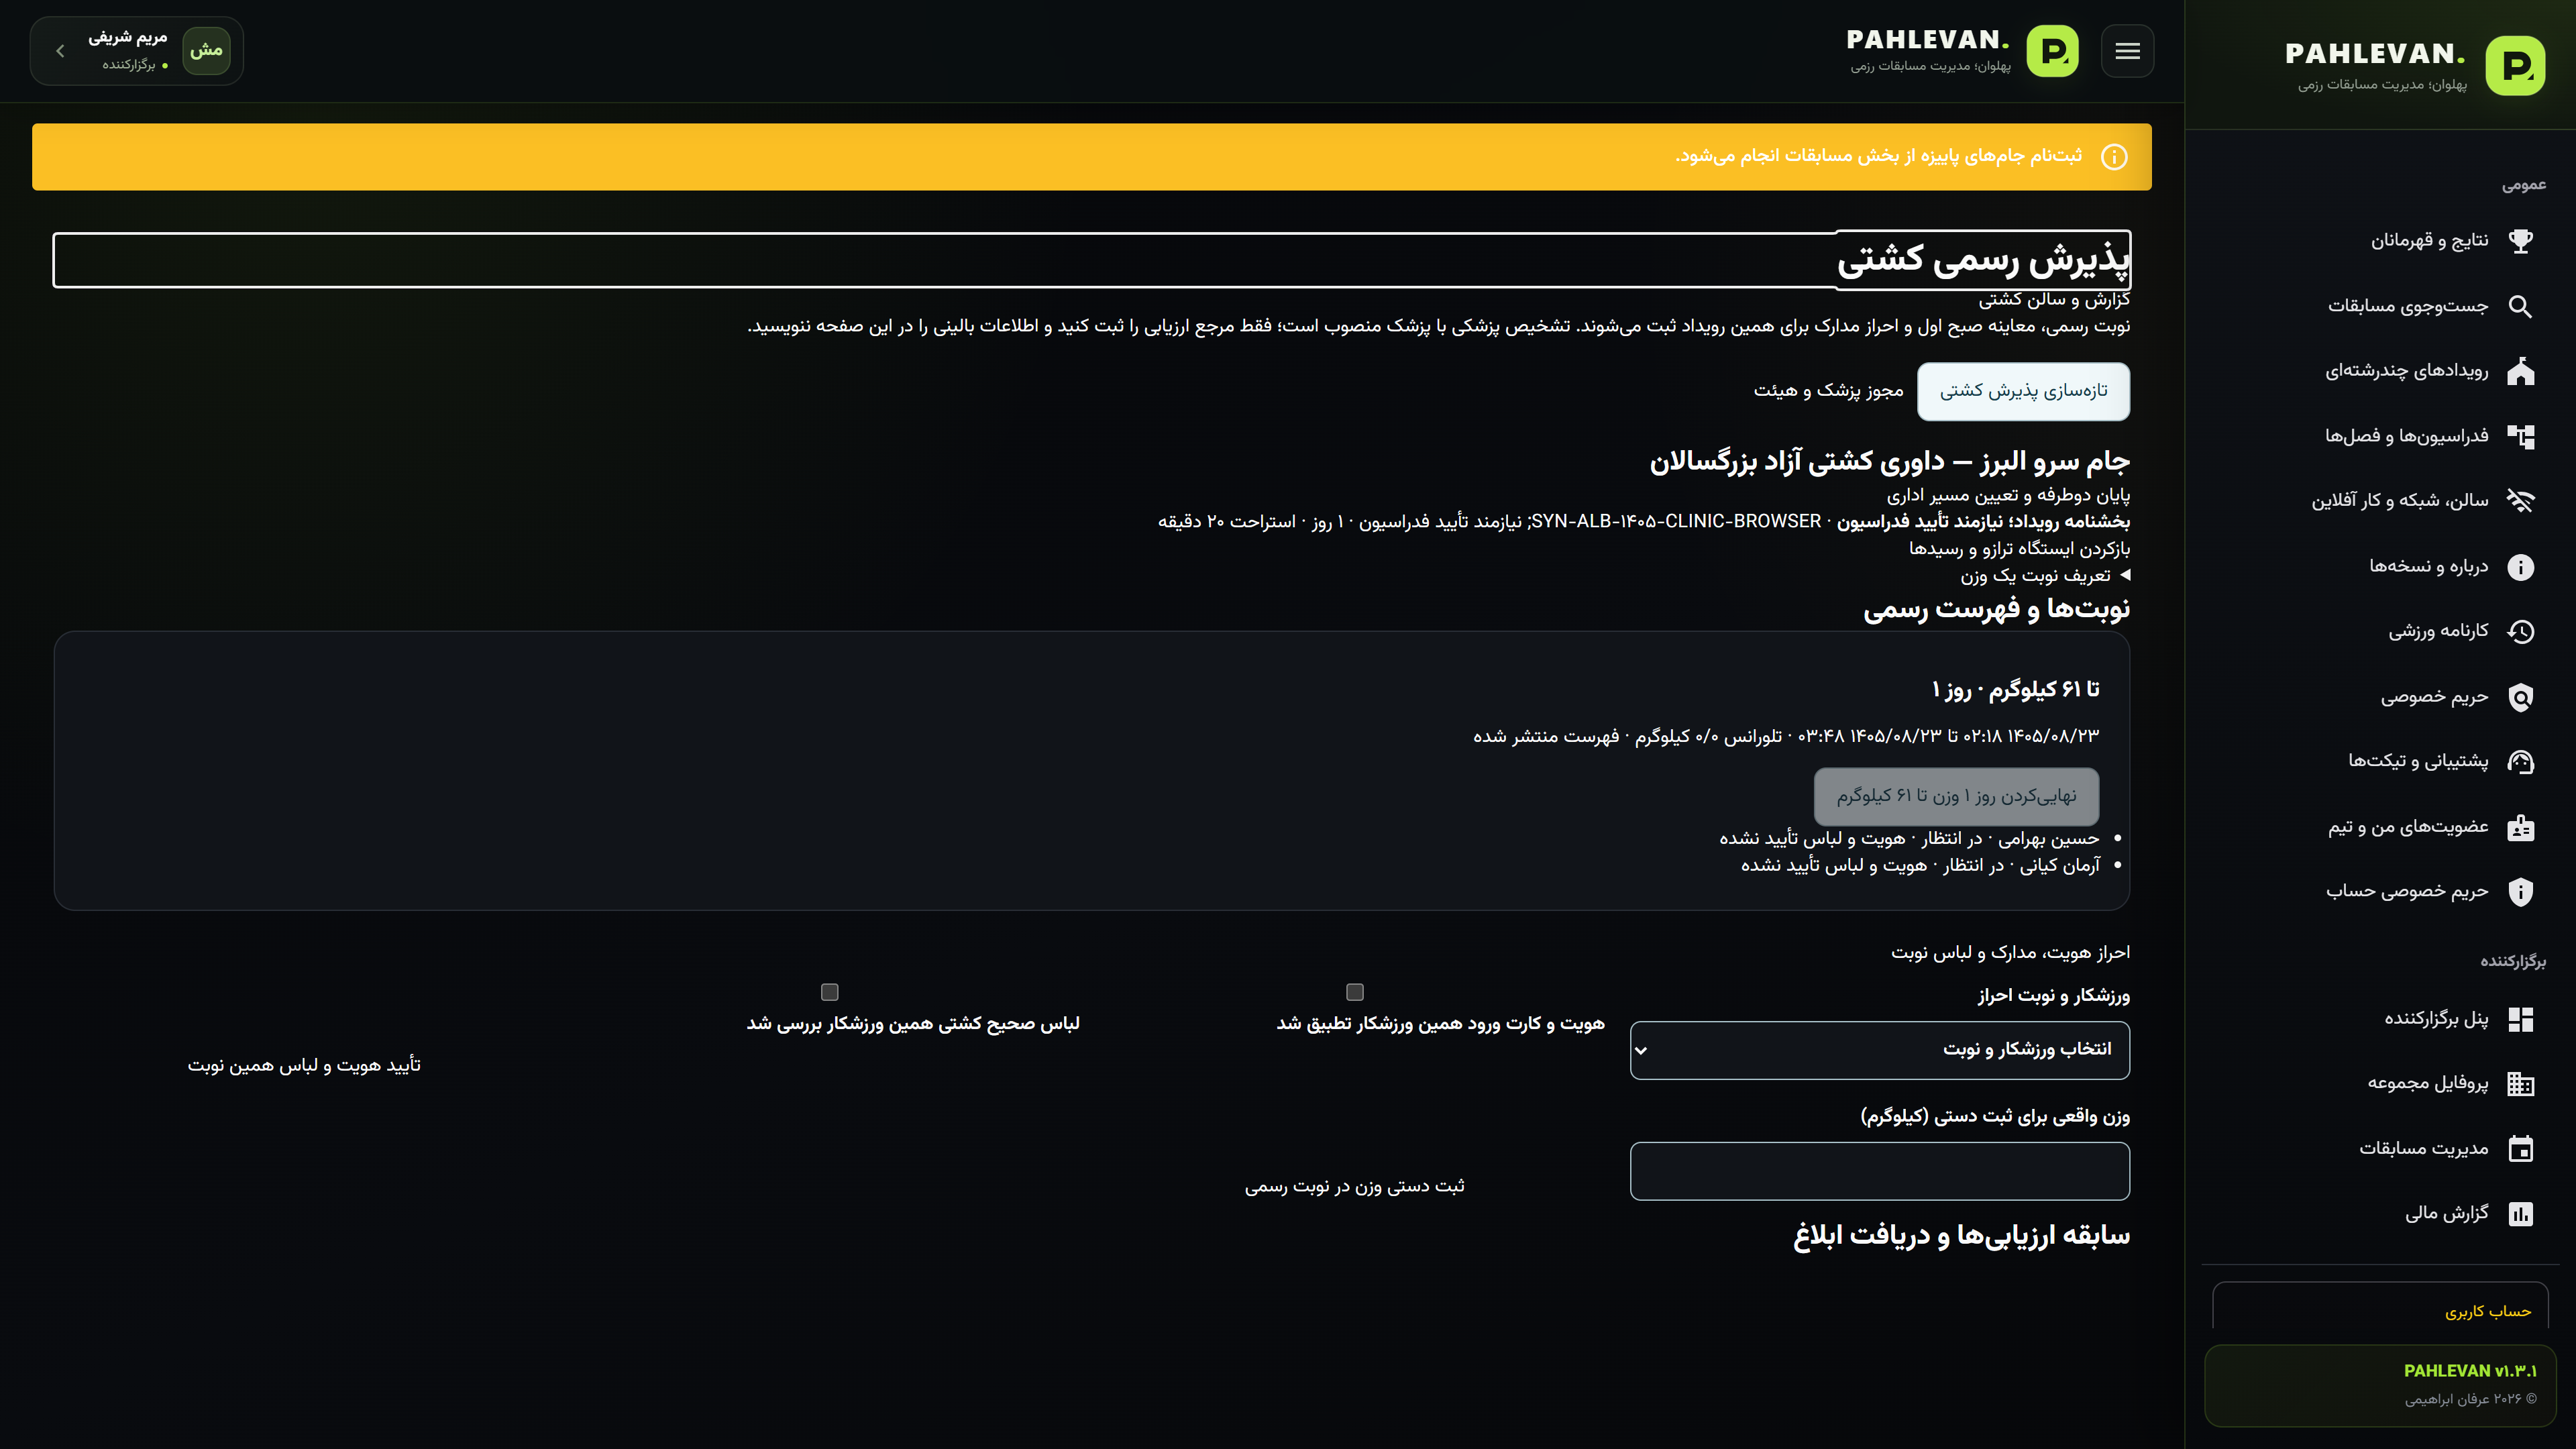 PAHLEVAN.
پهلوان؛ مدیریت مسابقات رزمی
عمومی
نتایج و قهرمانان
جست‌وجوی مسابقات
رویدادهای چندرشته‌ای
فدراسیون‌ها و فصل‌ها
سالن، شبکه و کار آفلاین
درباره و نسخه‌ها
کارنامه ورزشی
حریم خصوصی
پشتیبانی و تیکت‌ها
عضویت‌های من و تیم
حریم خصوصی حساب
برگزارکننده
پنل برگزارکننده
پروفایل مجموعه
مدیریت مسابقات
گزارش مالی
حساب کاربری
PAHLEVAN v۱.۳.۱
© ۲۰۲۶ عرفان ابراهیمی
PAHLEVAN.
پهلوان؛ مدیریت مسابقات رزمی
مش
مریم شریفی
برگزارکننده
ثبت‌نام جام‌های پاییزه از بخش مسابقات انجام می‌شود.
پذیرش رسمی کشتی
گزارش و سالن کشتی
نوبت رسمی، معاینه صبح اول و احراز مدارک برای همین رویداد ثبت می‌شوند. تشخیص پزشکی با پزشک منصوب است؛ فقط مرجع ارزیابی را ثبت کنید و اطلاعات بالینی را در این صفحه ننویسید.
تازه‌سازی پذیرش کشتی
مجوز پزشک و هیئت
جام سرو البرز — داوری کشتی آزاد بزرگسالان
پایان دوطرفه و تعیین مسیر اداری
بخشنامه رویداد؛ نیازمند تأیید فدراسیون · SYN-ALB-۱۴۰۵-CLINIC-BROWSER; نیازمند تأیید فدراسیون · ۱ روز · استراحت ۲۰ دقیقه
بازکردن ایستگاه ترازو و رسیدها
تعریف نوبت یک وزن
نوبت‌ها و فهرست رسمی
تا ۶۱ کیلوگرم · روز ۱
۱۴۰۵/۰۸/۲۳ ۰۲:۱۸ تا ۱۴۰۵/۰۸/۲۳ ۰۳:۴۸ · تلورانس ۰/۰ کیلوگرم · فهرست منتشر شده
نهایی‌کردن روز ۱ وزن تا ۶۱ کیلوگرم
• حسین بهرامی · در انتظار · هویت و لباس تأیید نشده
• آرمان کیانی · در انتظار · هویت و لباس تأیید نشده
احراز هویت، مدارک و لباس نوبت
ورزشکار و نوبت احراز
انتخاب ورزشکار و نوبت
هویت و کارت ورود همین ورزشکار تطبیق شد
لباس صحیح کشتی همین ورزشکار بررسی شد
تأیید هویت و لباس همین نوبت
وزن واقعی برای ثبت دستی (کیلوگرم)
ثبت دستی وزن در نوبت رسمی
سابقه ارزیابی‌ها و دریافت ابلاغ